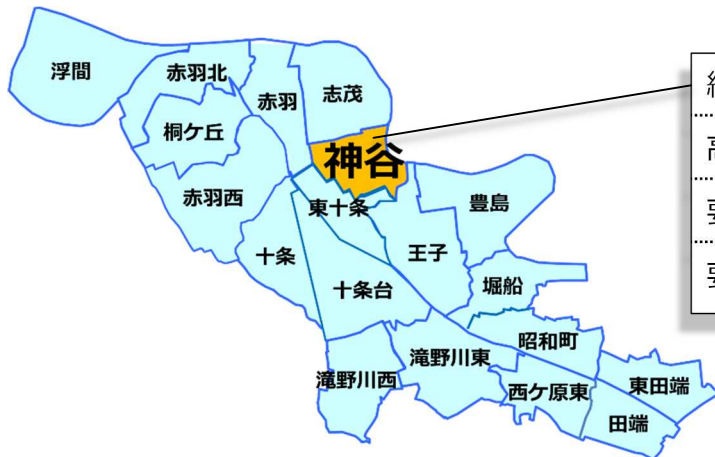 浮間
赤羽北
赤羽
志茂
桐ケ丘
神谷
赤羽西
東十条
豊島
十条
王子
十条台
堀船
昭和町
滝野川西
滝野川東
西ケ原東
東田端
田端